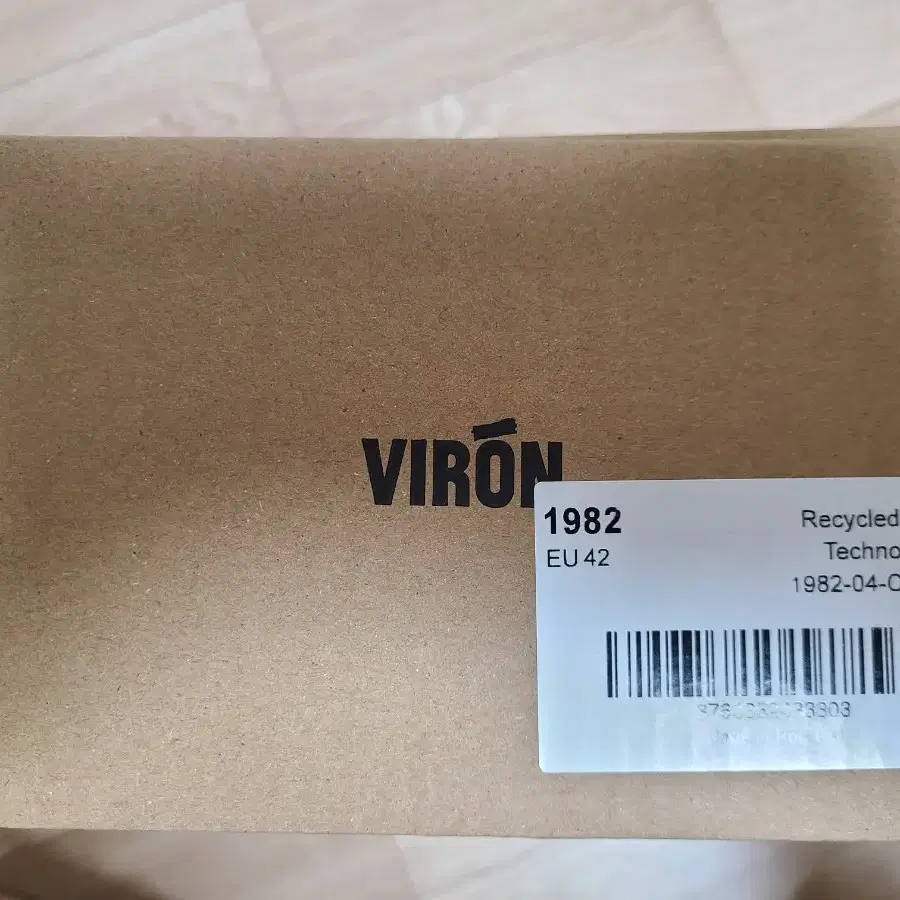 VIRÓN
1982
EU 42
Recycled
Techno
1982-04-